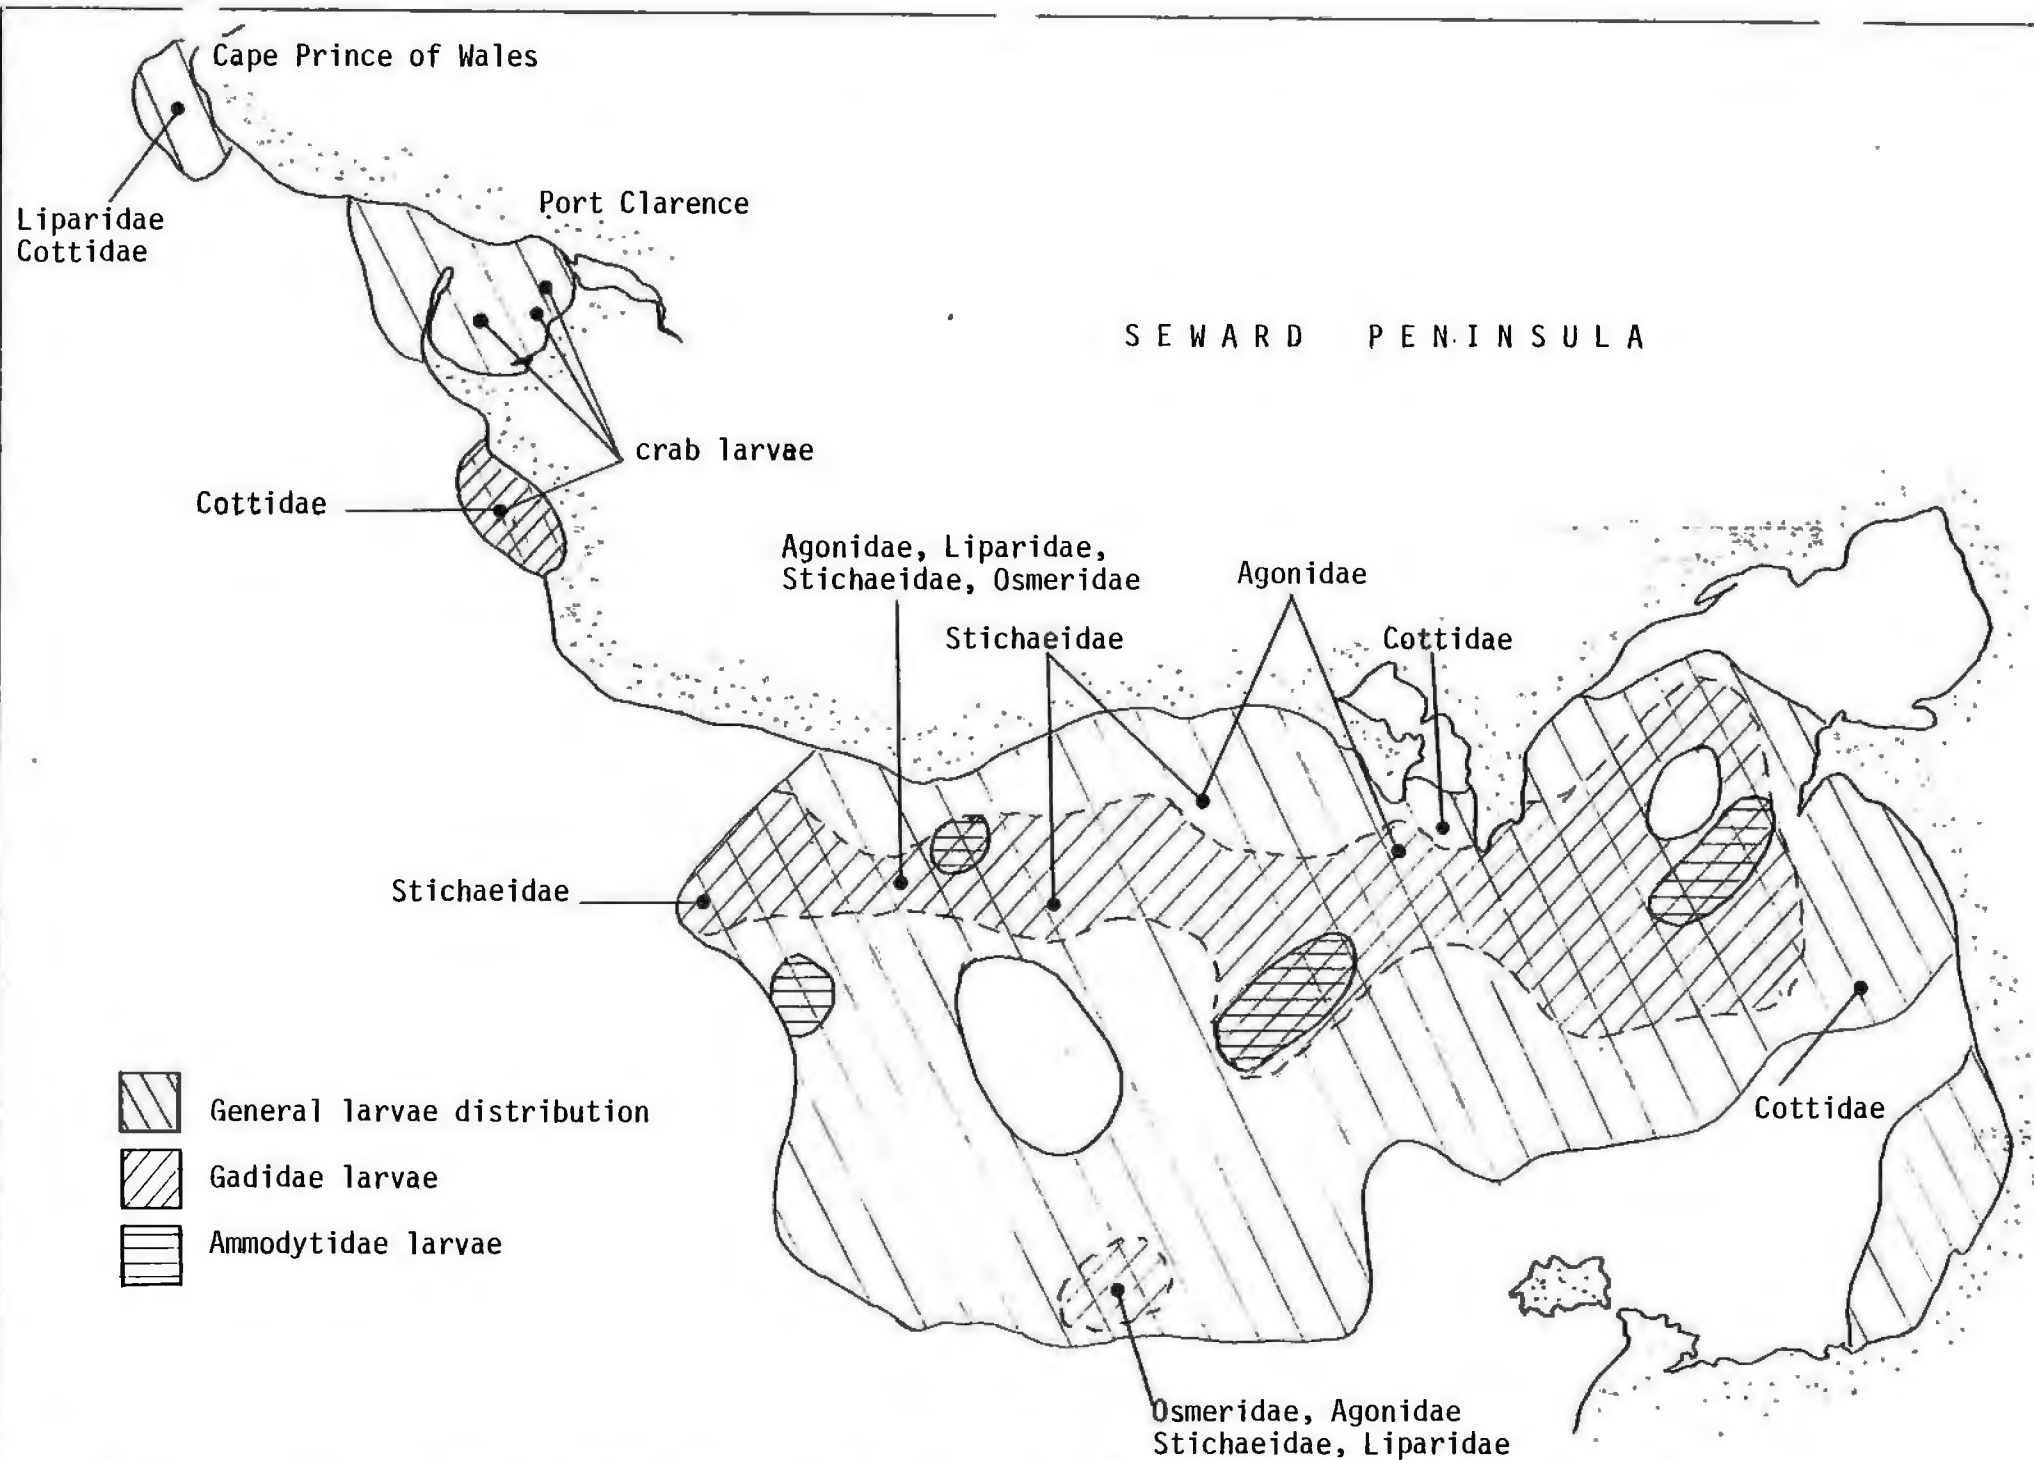 Cape Prince of Wales
Liparidae
Cottidae
Port Clarence
SEWARD PENINSULA
crab larvae
Cottidae
Agonidae, Liparidae,
Stichaeidae, Osmeridae
Agonidae
Stichaeidae
Cottidae
Stichaeidae
General larvae distribution
Gadidae larvae
Ammodytidae larvae
Cottidae
Osmeridae, Agonidae
Stichaeidae, Liparidae